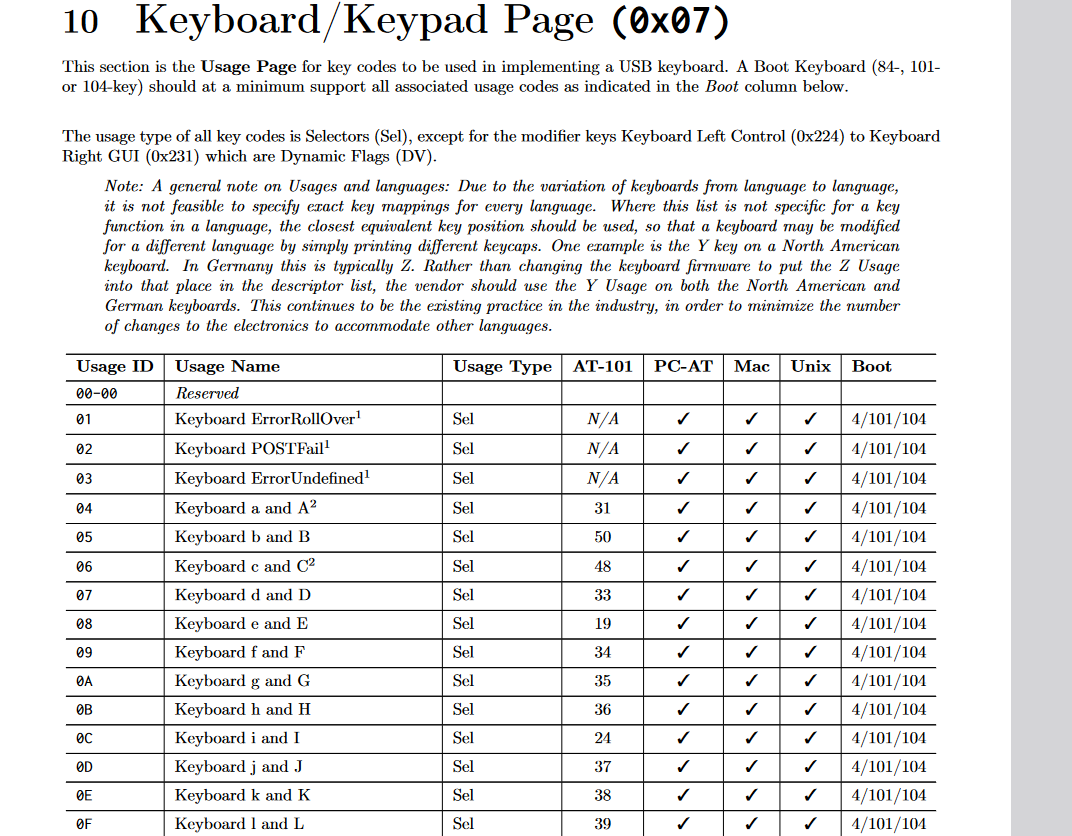 10 Keyboard/Keypad Page (0x07)
This section is the Usage Page for key codes to be used in implementing a USB keyboard. A Boot Keyboard (84-, 101-
or 104-key) should at a minimum support all associated usage codes as indicated in the Boot column below.
The usage type of all key codes is Selectors (Sel), except for the modifier keys Keyboard Left Control (0x224) to Keyboard
Right GUI (0x231) which are Dynamic Flags (DV).
Note: A general note on Usages and languages: Due to the variation of keyboards from language to language,
it is not feasible to specify exact key mappings for every language. Where this list is not specific for a key
function in a language, the closest equivalent key position should be used, so that a keyboard may be modified
for a different language by simply printing different keycaps. One example is the Y key on a North American
keyboard. In Germany this is typically Z. Rather than changing the keyboard firmware to put the Z Usage
into that place in the descriptor list, the vendor should use the Y Usage on both the North American and
German keyboards. This continues to be the existing practice in the industry, in order to minimize the number
of changes to the electronics to accommodate other languages.
Usage ID Usage Name Usage Type AT-101 PC-AT Mac Unix Boot
00-00 Reserved
01 Keyboard ErrorRollOver¹ Sel N/A ✓ ✓ ✓ 4/101/104
02 Keyboard POSTFail¹ Sel N/A ✓ ✓ ✓ 4/101/104
03 Keyboard ErrorUndefined¹ Sel N/A ✓ ✓ ✓ 4/101/104
04 Keyboard a and A² Sel 31 ✓ ✓ ✓ 4/101/104
05 Keyboard b and B Sel 50 ✓ ✓ ✓ 4/101/104
06 Keyboard c and C² Sel 48 ✓ ✓ ✓ 4/101/104
07 Keyboard d and D Sel 33 ✓ ✓ ✓ 4/101/104
08 Keyboard e and E Sel 19 ✓ ✓ ✓ 4/101/104
09 Keyboard f and F Sel 34 ✓ ✓ ✓ 4/101/104
0A Keyboard g and G Sel 35 ✓ ✓ ✓ 4/101/104
0B Keyboard h and H Sel 36 ✓ ✓ ✓ 4/101/104
0C Keyboard i and I Sel 24 ✓ ✓ ✓ 4/101/104
0D Keyboard j and J Sel 37 ✓ ✓ ✓ 4/101/104
0E Keyboard k and K Sel 38 ✓ ✓ ✓ 4/101/104
0F Keyboard l and L Sel 39 ✓ ✓ ✓ 4/101/104